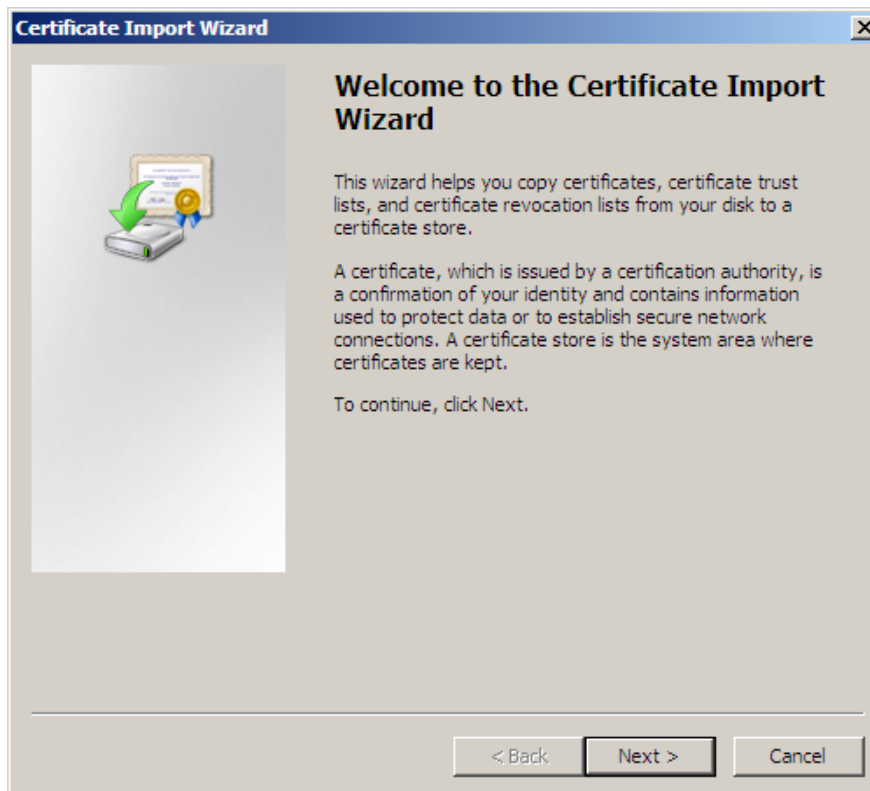 Certificate Import Wizard
Welcome to the Certificate Import
Wizard
This wizard helps you copy certificates, certificate trust
lists, and certificate revocation lists from your disk to a
certificate store.
A certificate, which is issued by a certification authority, is
a confirmation of your identity and contains information
used to protect data or to establish secure network
connections. A certificate store is the system area where
certificates are kept.
To continue, click Next.
< Back
Next >
Cancel